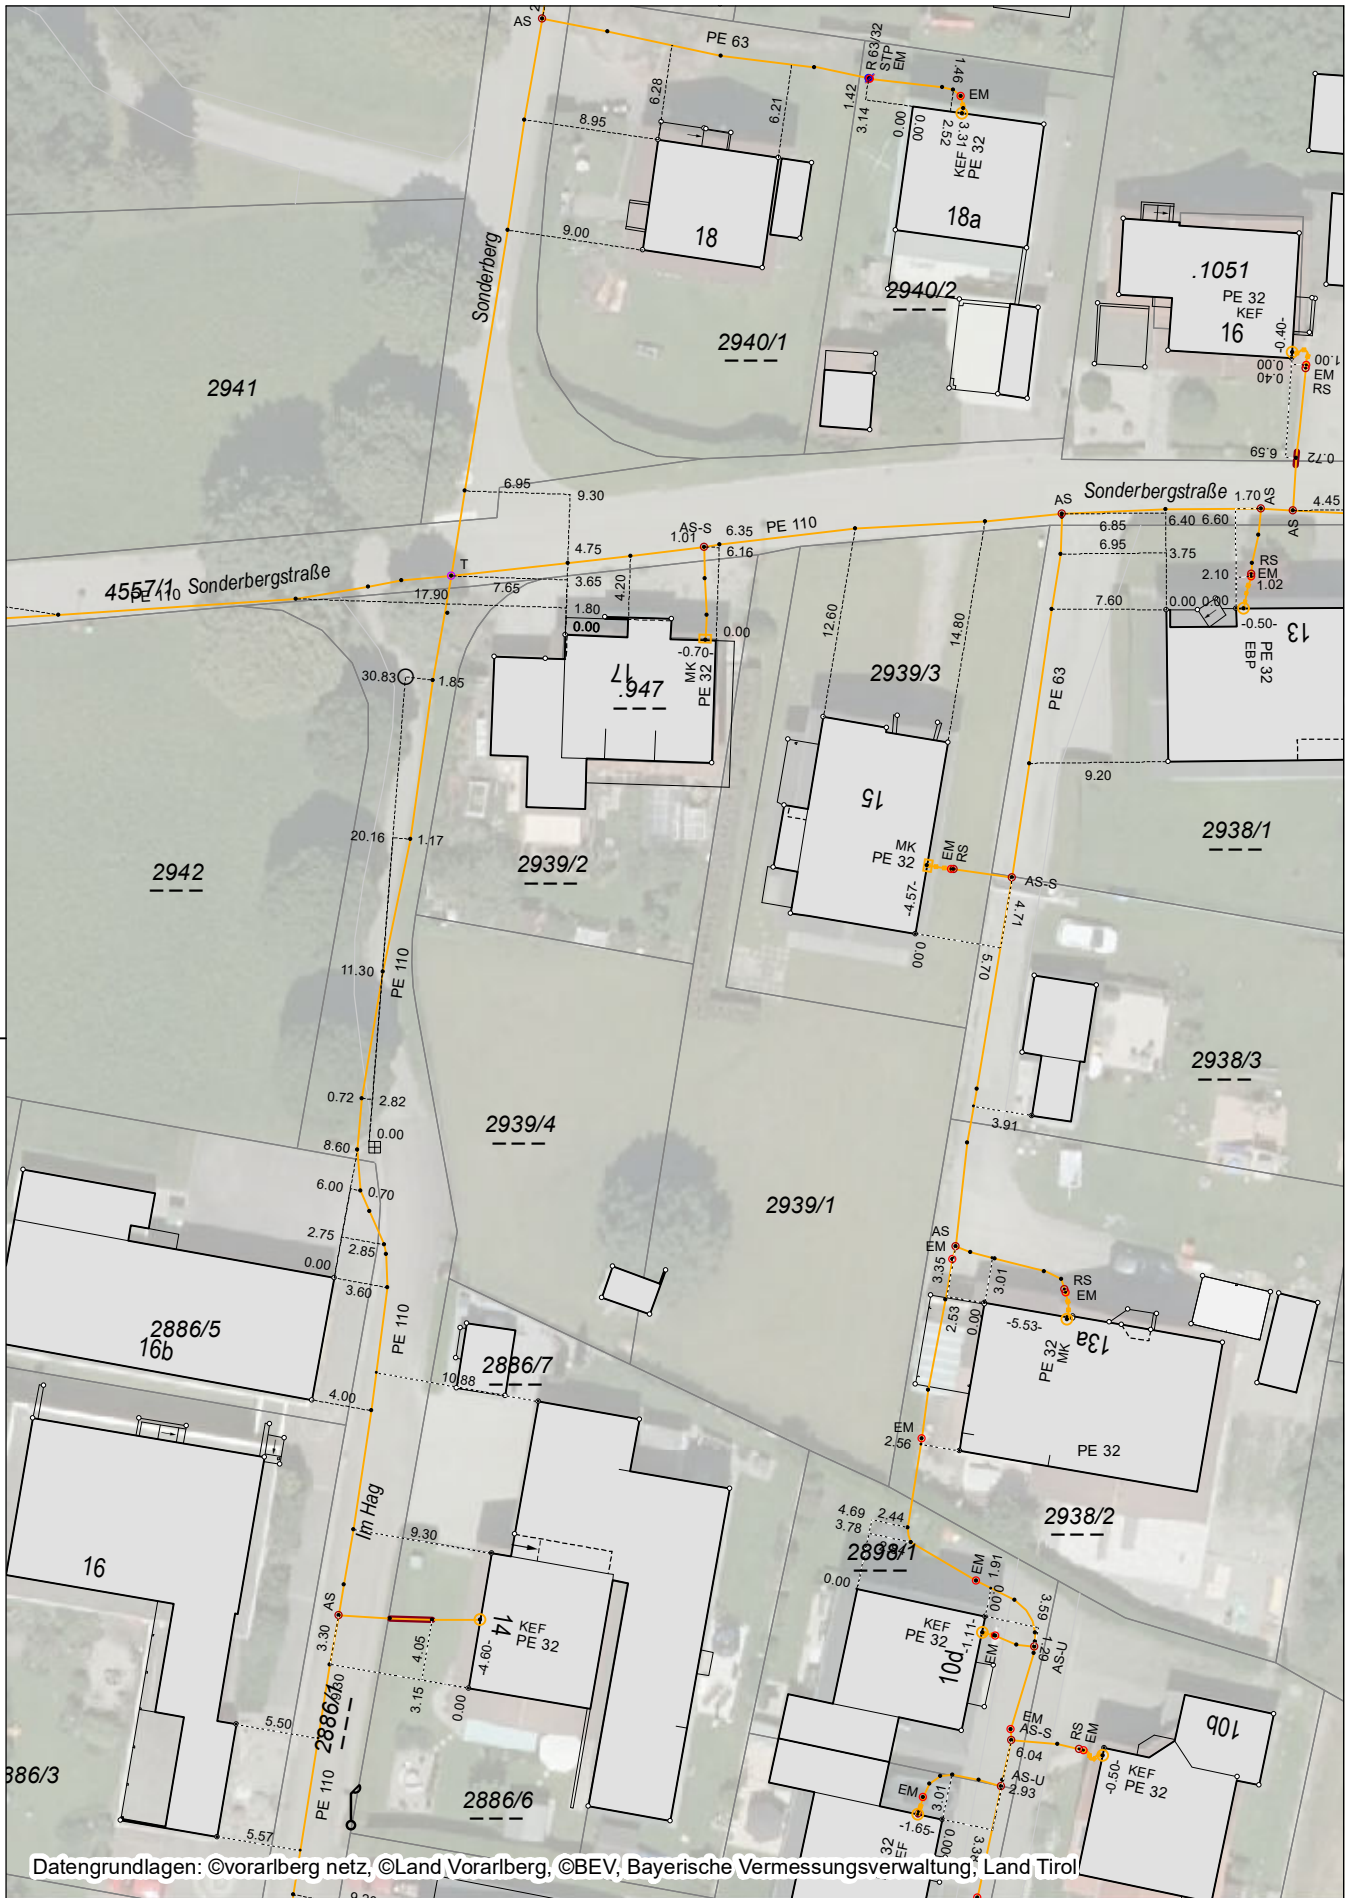 AS
PE 63
R 63/32
STP
EM
1.46
EM
6.28
6.21
1.42
3.14
8.95
0.00
0.00
2.52
3.31
KEF
PE 32
18
18a
9.00
Sonderberg
2940/2
2940/1
2941
.1051
PE 32
KEF
16
-0.40-
1.00
0.00
0.40
EM
RS
6.59
0.72
6.95
9.30
Sonderbergstraße
1.70
AS
AS
AS
4.45
AS-S
1.01
6.35
PE 110
6.16
6.85
6.40
6.60
6.95
3.75
T
4.75
3.65
7.65
4.20
4557/1
PE 110
Sonderbergstraße
17.90
1.80
0.00
0.00
-0.70-
MK
PE 32
17
.947
RS
EM
2.10
1.02
7.60
0.00
0.00
-0.50-
PE 32
EBP
13
12.60
14.80
2939/3
PE 63
30.83
1.85
9.20
15
20.16
1.17
MK
PE 32
EM
RS
AS-S
2938/1
2942
2939/2
-4.57-
4.71
0.00
5.70
11.30
PE 110
2938/3
0.72
2.82
0.00
8.60
2939/4
3.91
6.00
0.70
2939/1
2.75
2.85
AS
EM
0.00
3.60
3.35
3.01
RS
EM
2.53
0.00
-5.53-
PE 32
MK
13a
2886/5
16b
PE 110
2886/7
10.88
4.00
EM
2.56
PE 32
Im Hag
9.30
4.69
3.78
2.44
2898/1
2938/2
16
EM
1.91
0.00
0.00
3.59
AS
14
KEF
PE 32
-4.60-
KEF
PE 32
-1.11-
EM
1.29
AS-U
10d
3.30
4.05
3.15
0.00
9.30
2886/1
5.50
EM
AS-S
6.04
RS
EM
10b
-0.50-
KEF
PE 32
AS-U
2.93
886/3
PE 110
2886/6
EM
3.01
-1.65-
0.00
5.57
Datengrundlagen: ©vorarlberg netz, ©Land Vorarlberg, ©BEV, Bayerische Vermessungsverwaltung, Land Tirol